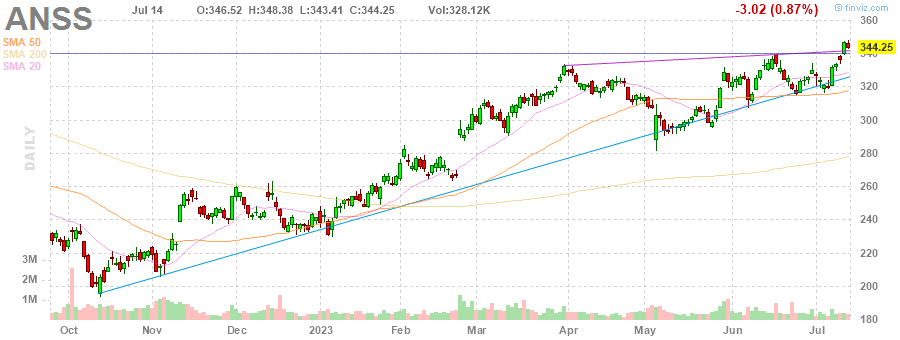 ANSS Jul 14 O:346.52 H:348.38 L:343.41 C:344.25 Vol:328.12K -3.02 (0.87%)
© finviz.com
SMA 50
SMA 200
SMA 20
DAILY
360
344.25
340
320
300
280
260
240
220
200
180
3M
2M
1M
Oct Nov Dec 2023 Feb Mar Apr May Jun Jul